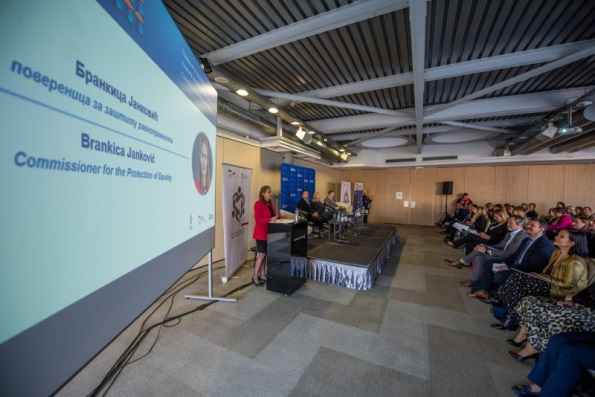 Бранкица Јанковић
повереница за заштиту равноправности
Brankica Janković
Commissioner for the Protection of Equality